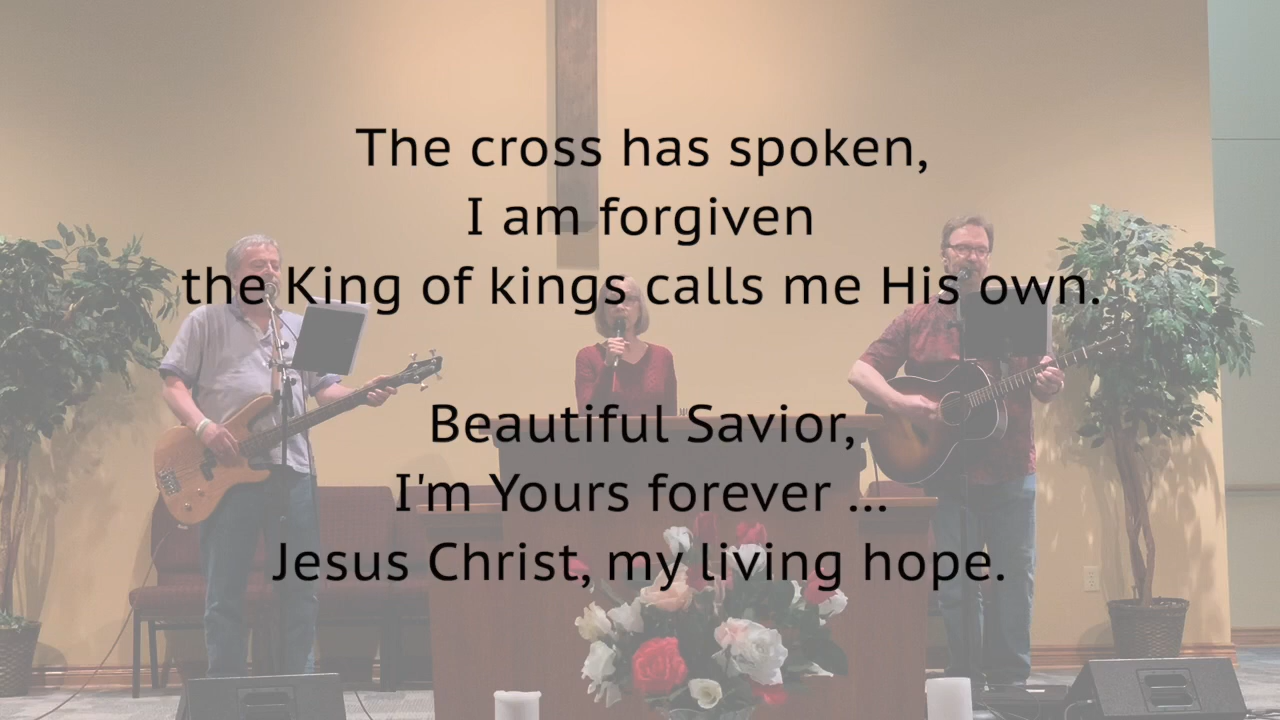 The cross has spoken,
I am forgiven
the King of kings calls me His own.
Beautiful Savior,
I'm Yours forever ...
Jesus Christ, my living hope.